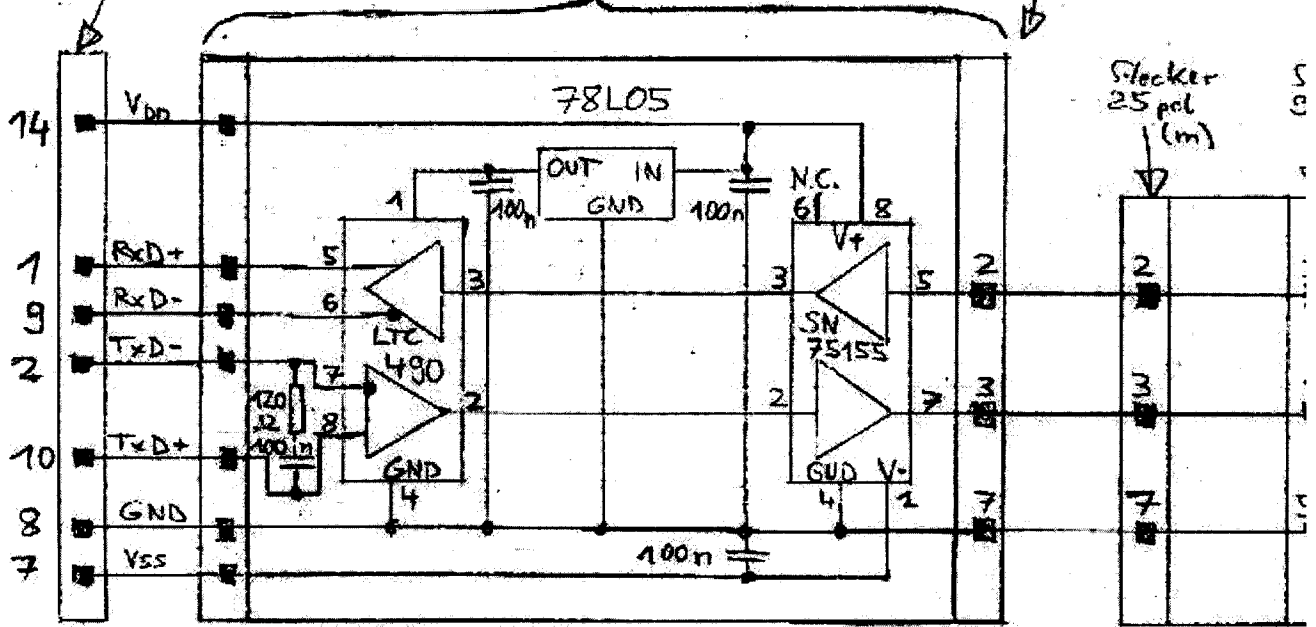 Stecker
25 pol
(m)
78L05
14
VDD
OUT
IN
GND
100n
100n
N.C.
1
6
8
V+
1
RxD+
5
3
3
5
2
2
9
RxD-
6
LTC
490
SN
75155
2
TxD-
7
120
Ω
8
100n
2
2
7
3
3
10
TxD+
GND
4
GND
V-
4
1
7
7
8
GND
100n
7
VSS